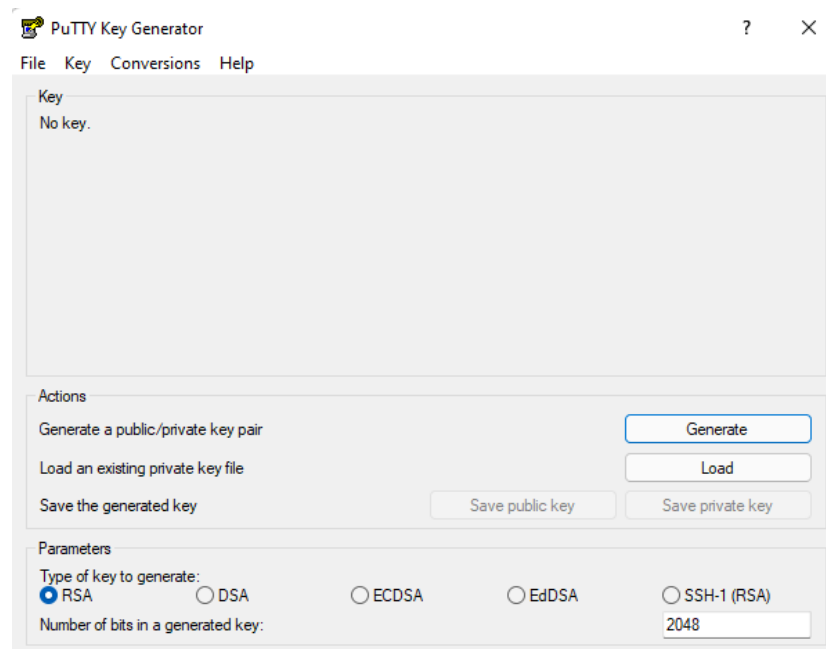 PuTTY Key Generator ?
File Key Conversions Help
Key
No key.
Actions
Generate a public/private key pair Generate
Load an existing private key file Load
Save the generated key Save public key Save private key
Parameters
Type of key to generate:
RSA DSA ECDSA EdDSA SSH-1 (RSA)
Number of bits in a generated key: 2048